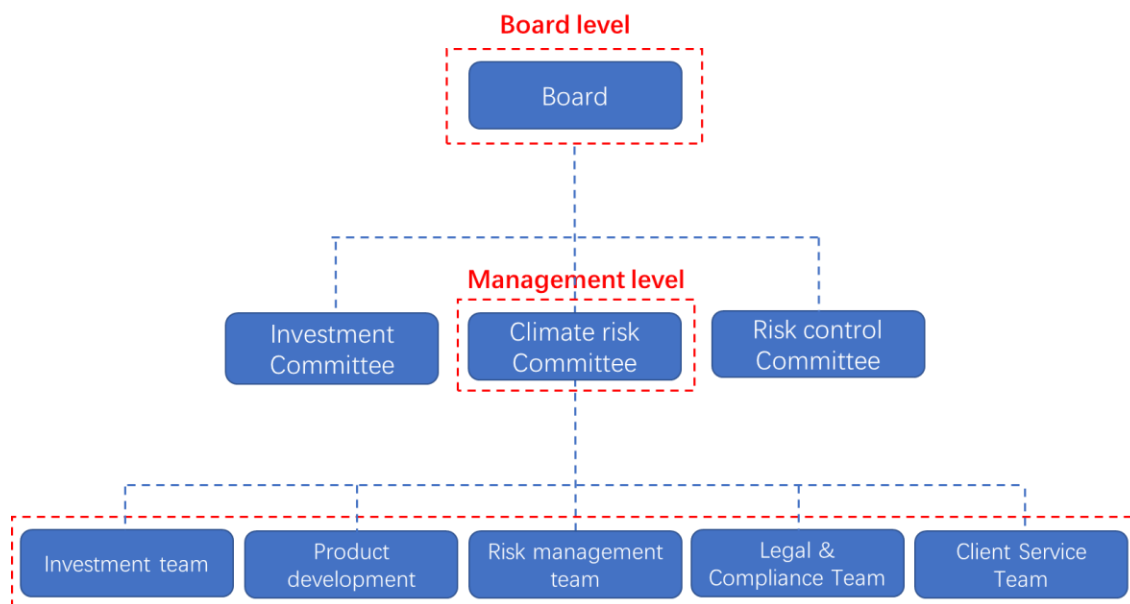 Board level
Board
Management level
Investment
Committee
Climate risk
Committee
Risk control
Committee
Investment team
Product
development
Risk management
team
Legal &
Compliance Team
Client Service
Team